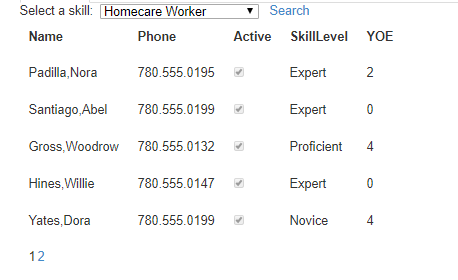 Select a skill: Homecare Worker Search
Name Phone Active SkillLevel YOE
Padilla,Nora 780.555.0195 Expert 2
Santiago,Abel 780.555.0199 Expert 0
Gross,Woodrow 780.555.0132 Proficient 4
Hines,Willie 780.555.0147 Expert 0
Yates,Dora 780.555.0199 Novice 4
12